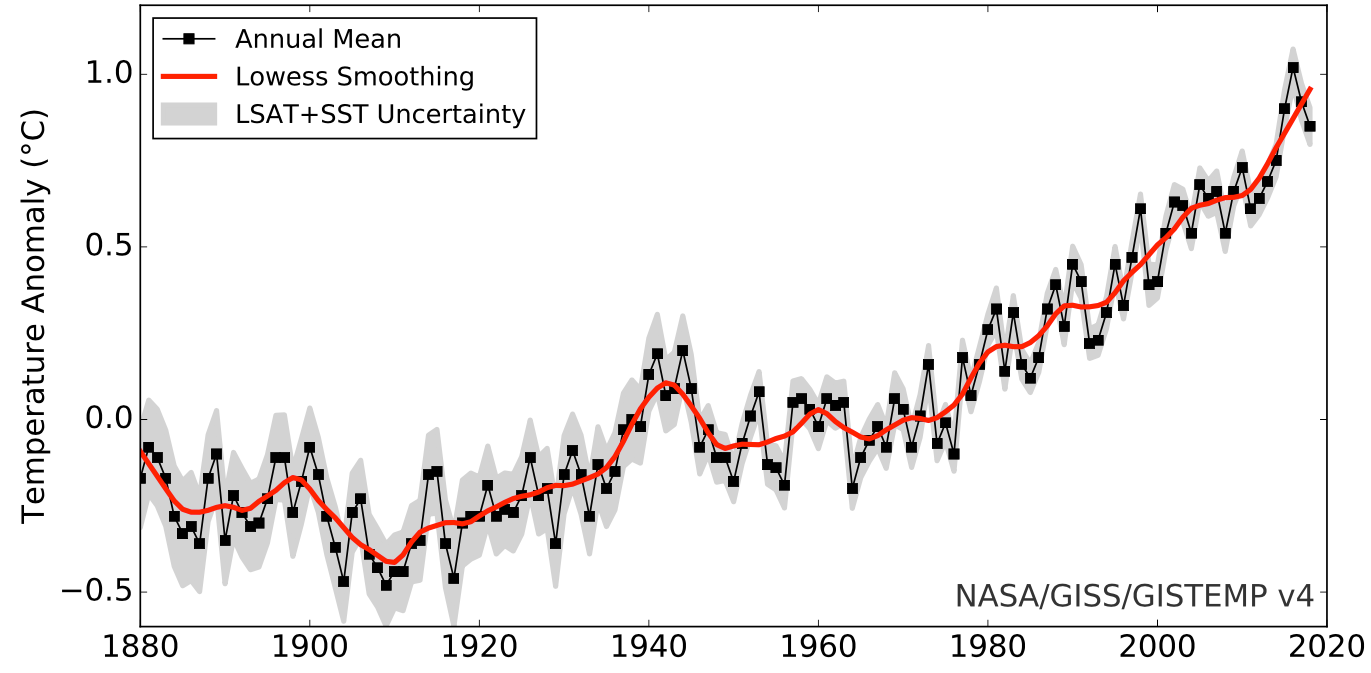 Annual Mean
Lowess Smoothing
LSAT+SST Uncertainty
Temperature Anomaly (°C)
1.0
0.5
0.0
−0.5
NASA/GISS/GISTEMP v4
1880 1900 1920 1940 1960 1980 2000 2020